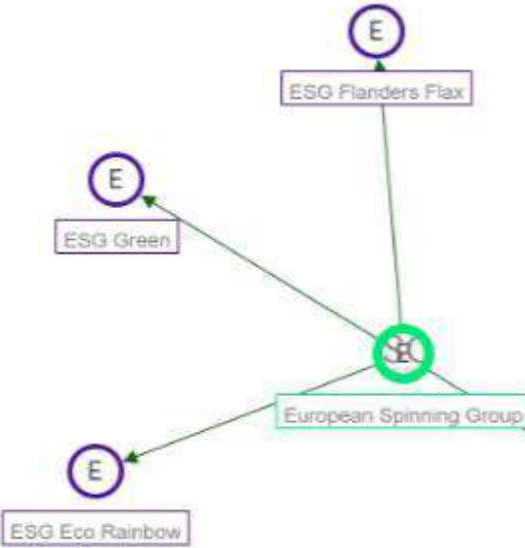 E
ESG Flanders Flax
E
ESG Green
European Spinning Group
E
ESG Eco Rainbow